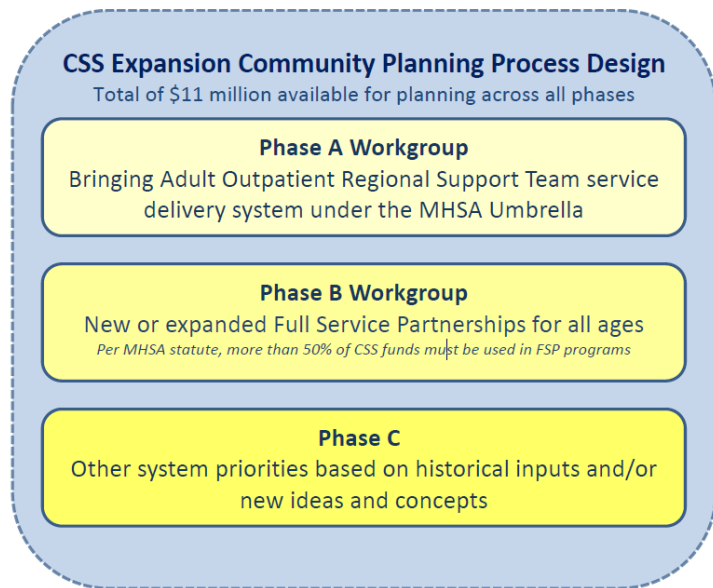 CSS Expansion Community Planning Process Design
Total of $11 million available for planning across all phases
Phase A Workgroup
Bringing Adult Outpatient Regional Support Team service
delivery system under the MHSA Umbrella
Phase B Workgroup
New or expanded Full Service Partnerships for all ages
Per MHSA statute, more than 50% of CSS funds must be used in FSP programs
Phase C
Other system priorities based on historical inputs and/or
new ideas and concepts